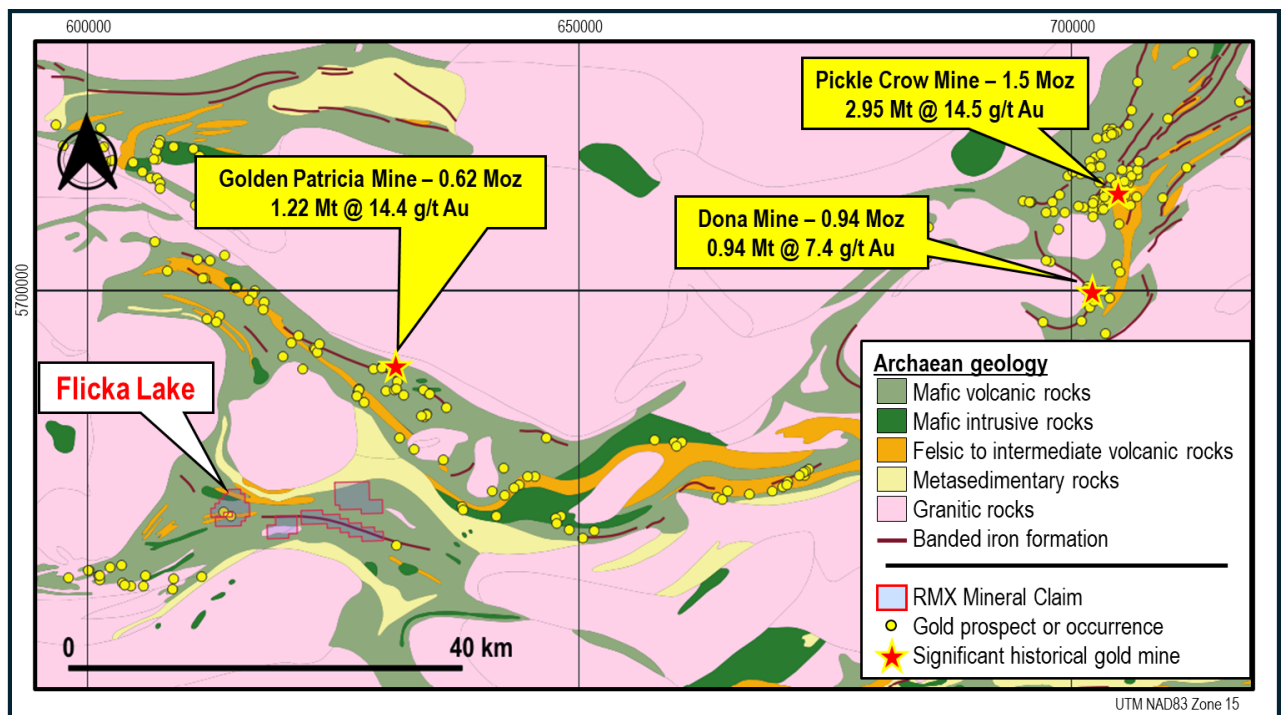 600000
650000
700000
Pickle Crow Mine – 1.5 Moz
2.95 Mt @ 14.5 g/t Au
Golden Patricia Mine – 0.62 Moz
1.22 Mt @ 14.4 g/t Au
Dona Mine – 0.94 Moz
0.94 Mt @ 7.4 g/t Au
5700000
Flicka Lake
Archaean geology
Mafic volcanic rocks
Mafic intrusive rocks
Felsic to intermediate volcanic rocks
Metasedimentary rocks
Granitic rocks
Banded iron formation
RMX Mineral Claim
Gold prospect or occurrence
Significant historical gold mine
0
40 km
UTM NAD83 Zone 15